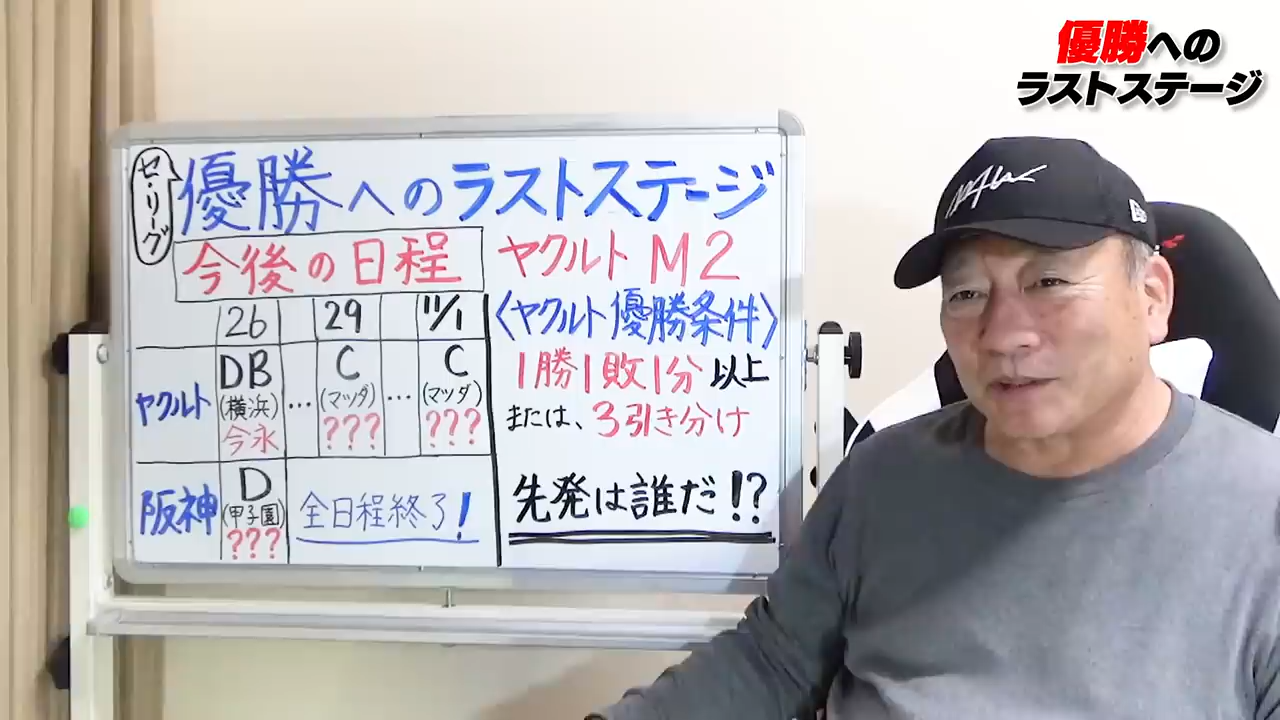 優勝への
ラストステージ
セ・リーグ
優勝へのラストステージ
今後の日程
26 29 11/1
ヤクルト
DB
(横浜)
今永
…
C
(マツダ)
???
…
C
(マツダ)
???
阪神
D
(甲子園)
???
全日程終了!
ヤクルト M2
〈ヤクルト優勝条件〉
1勝1敗1分 以上
または、3引き分け
先発は誰だ!?